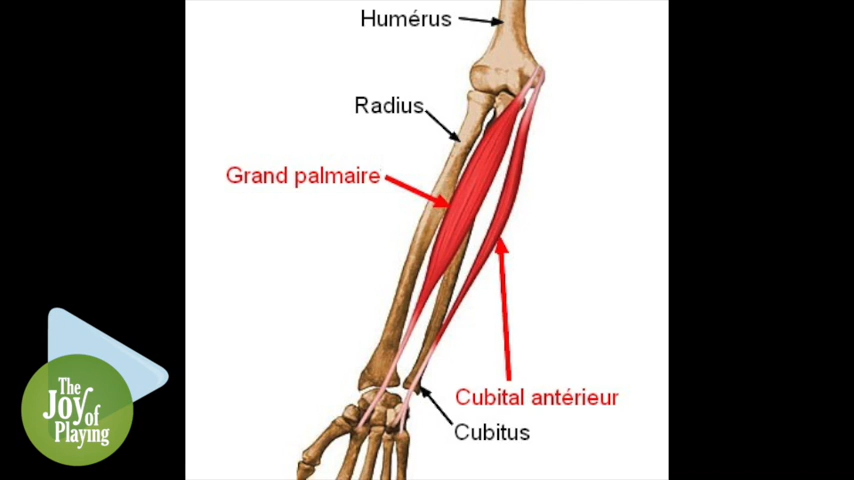 Humérus
Radius
Grand palmaire
Cubital antérieur
Cubitus
The
Joy of
Playing